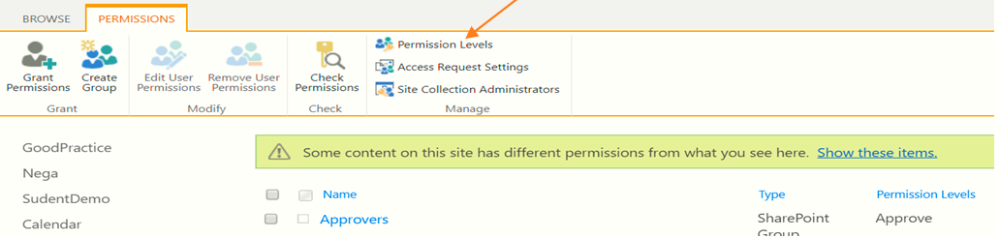 BROWSE PERMISSIONS
Grant Permissions
Create Group
Edit User Permissions
Remove User Permissions
Check Permissions
Permission Levels
Access Request Settings
Site Collection Administrators
Grant Modify Check Manage
GoodPractice
Nega
SudentDemo
Calendar
Some content on this site has different permissions from what you see here. Show these items.
Name Type Permission Levels
Approvers SharePoint Group Approve